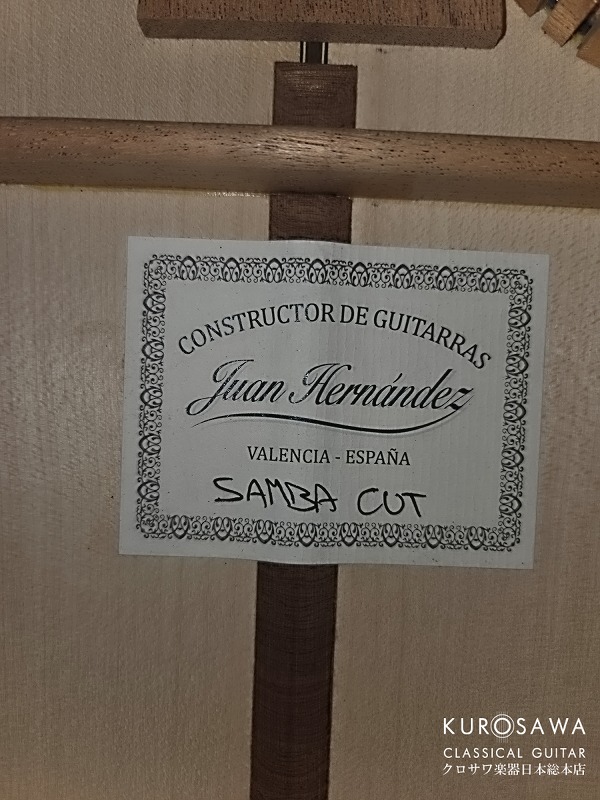 CONSTRUCTOR DE GUITARRAS
Juan Hernández
VALENCIA - ESPAÑA
SAMBA CUT
KUROSAWA
CLASSICAL GUITAR
クロサワ楽器日本総本店